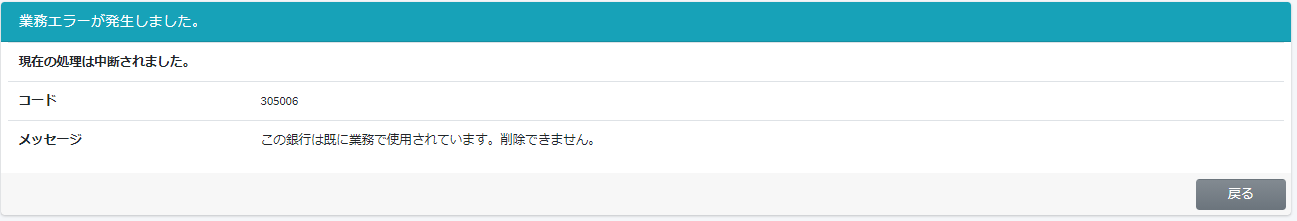 業務エラーが発生しました。
現在の処理は中断されました。
コード 305006
メッセージ この銀行は既に業務で使用されています。削除できません。
戻る